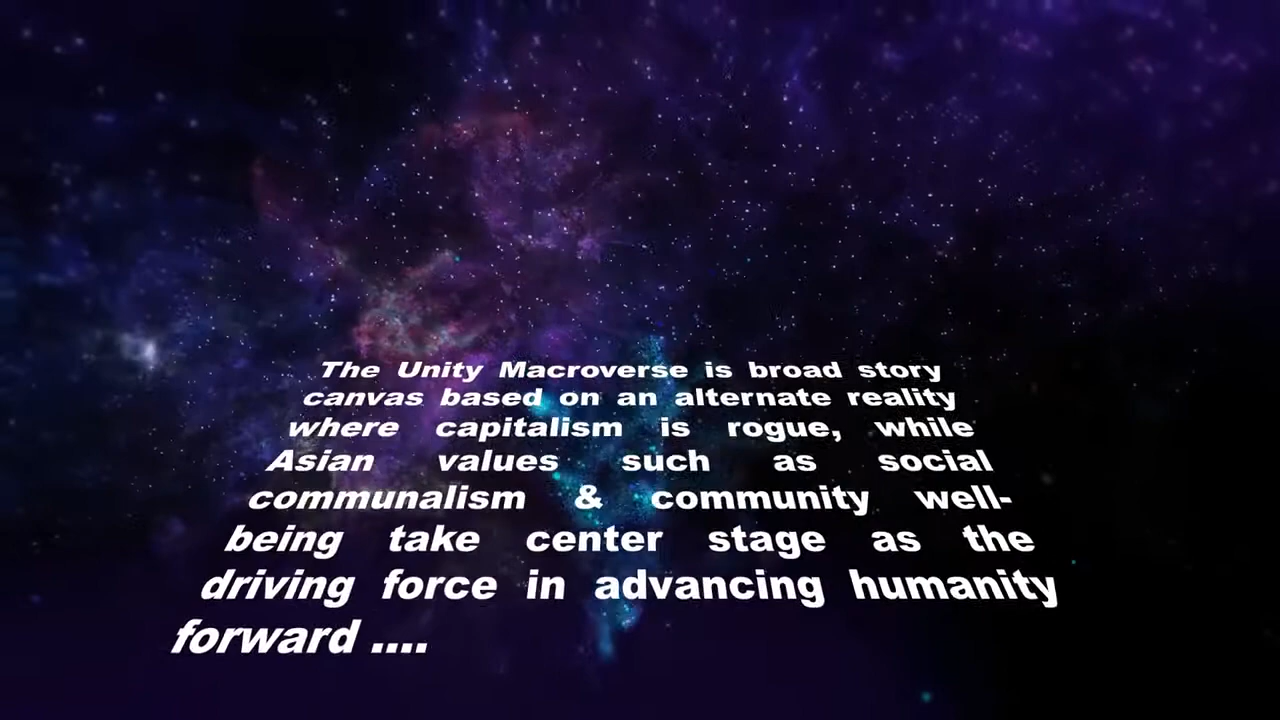 The Unity Macroverse is broad story
canvas based on an alternate reality
where capitalism is rogue, while
Asian values such as social
communalism & community well-
being take center stage as the
driving force in advancing humanity
forward ....